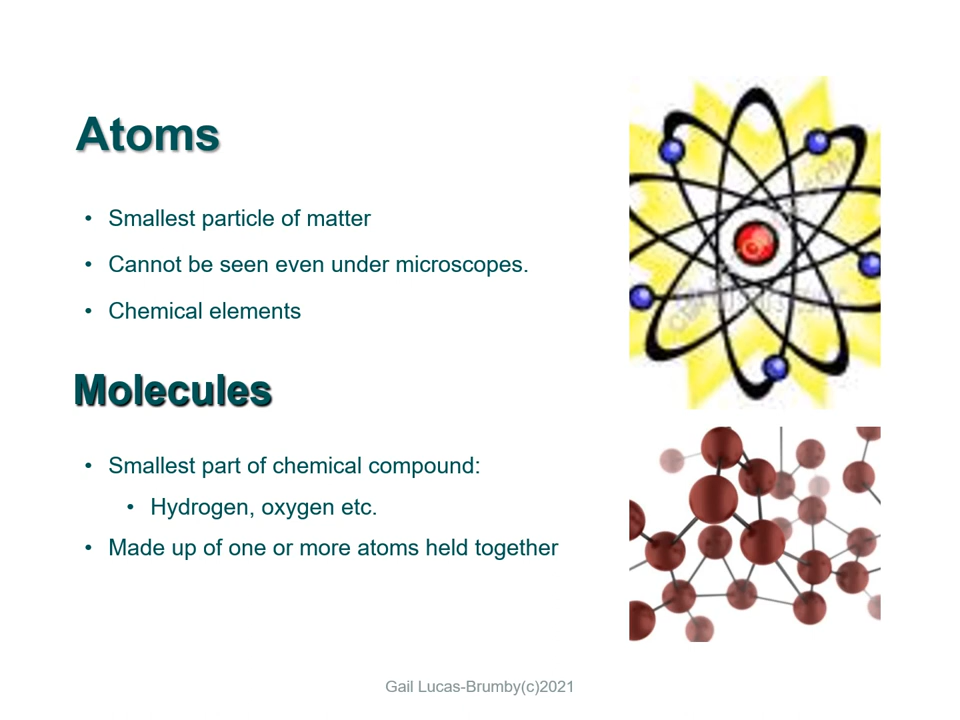 Atoms
• Smallest particle of matter
• Cannot be seen even under microscopes.
• Chemical elements
Molecules
• Smallest part of chemical compound:
• Hydrogen, oxygen etc.
• Made up of one or more atoms held together
Gail Lucas-Brumby(c)2021